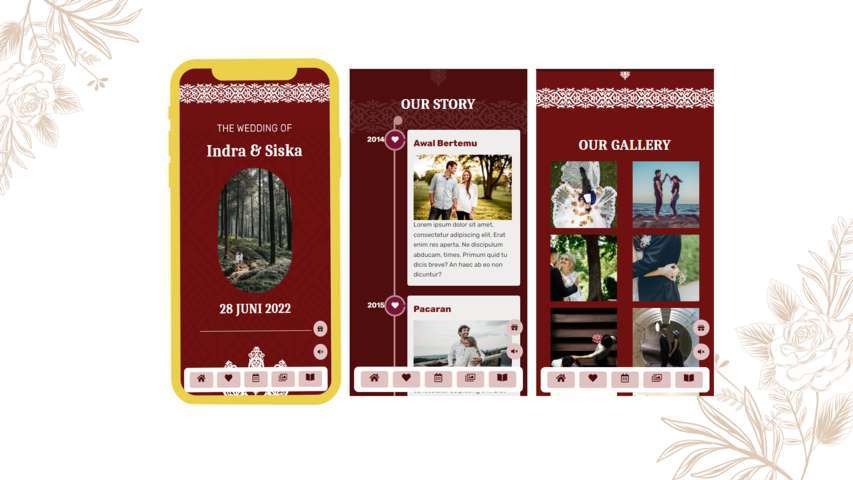 THE WEDDING OF
Indra & Siska
28 JUNI 2022
OUR STORY
2014
Awal Bertemu
Lorem ipsum dolor sit amet,
consectetur adipiscing elit. Erat
enim res aperta. Ne discipulum
abducam, times. Primum quid tu
dicis breve? An haec ab eo non
dicuntur?
2015
Pacaran
OUR GALLERY